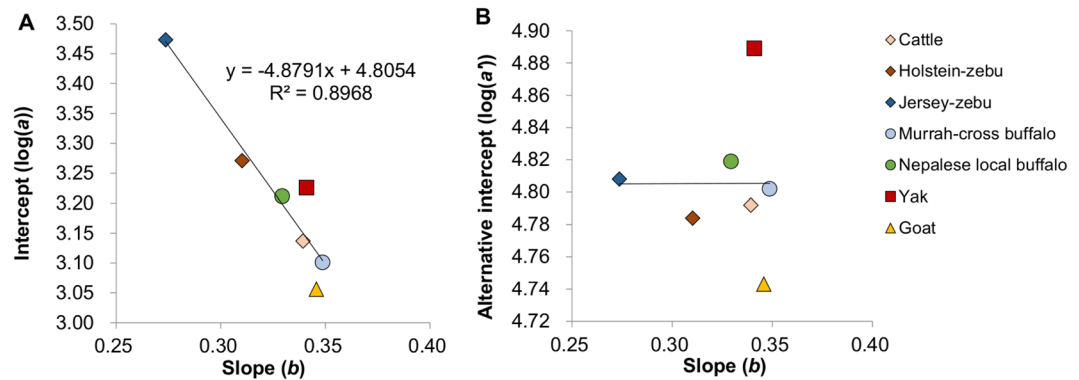 A
3.50
3.45
3.40
3.35
3.30
3.25
3.20
3.15
3.10
3.05
3.00
Intercept (log(a))
y = -4.8791x + 4.8054
R² = 0.8968
0.25 0.30 0.35 0.40
Slope (b)
B
4.90
4.88
4.86
4.84
4.82
4.80
4.78
4.76
4.74
4.72
Alternative intercept (log(a'))
0.25 0.30 0.35 0.40
Slope (b)
Cattle
Holstein-zebu
Jersey-zebu
Murrah-cross buffalo
Nepalese local buffalo
Yak
Goat